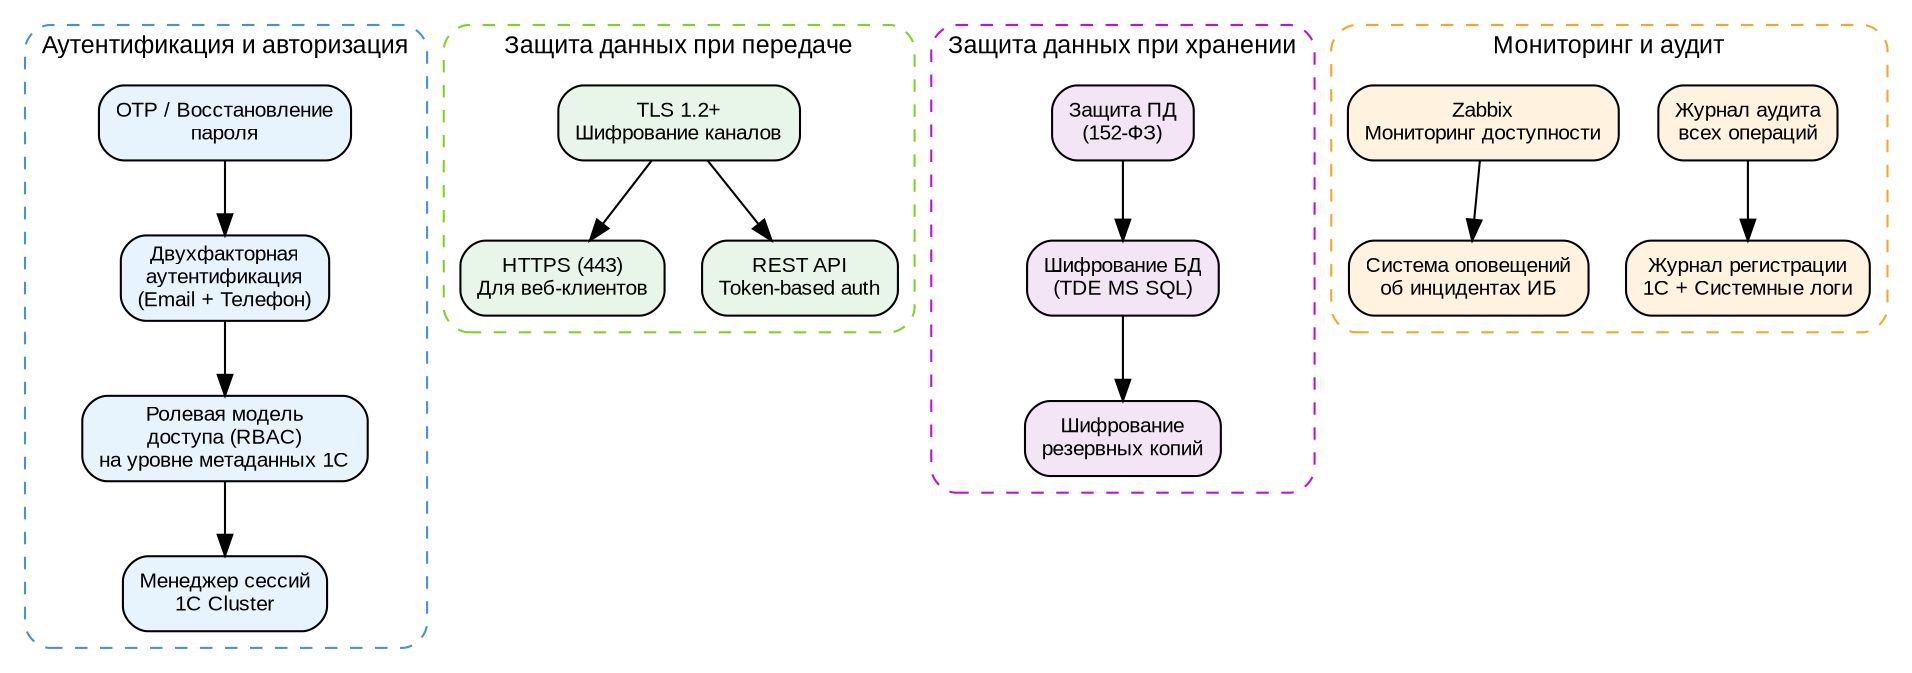 Аутентификация и авторизация
OTP / Восстановление
пароля
Двухфакторная
аутентификация
(Email + Телефон)
Ролевая модель
доступа (RBAC)
на уровне метаданных 1С
Менеджер сессий
1С Cluster
Защита данных при передаче
TLS 1.2+
Шифрование каналов
HTTPS (443)
Для веб-клиентов
REST API
Token-based auth
Защита данных при хранении
Защита ПД
(152-ФЗ)
Шифрование БД
(TDE MS SQL)
Шифрование
резервных копий
Мониторинг и аудит
Zabbix
Мониторинг доступности
Журнал аудита
всех операций
Система оповещений
об инцидентах ИБ
Журнал регистрации
1С + Системные логи